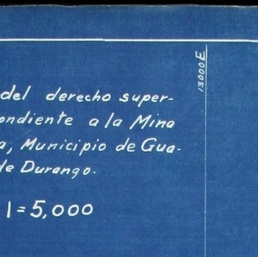 del derecho super-
ondiente a la Mina
a, Municipio de Gua-
de Durango.
1=5,000
13000E